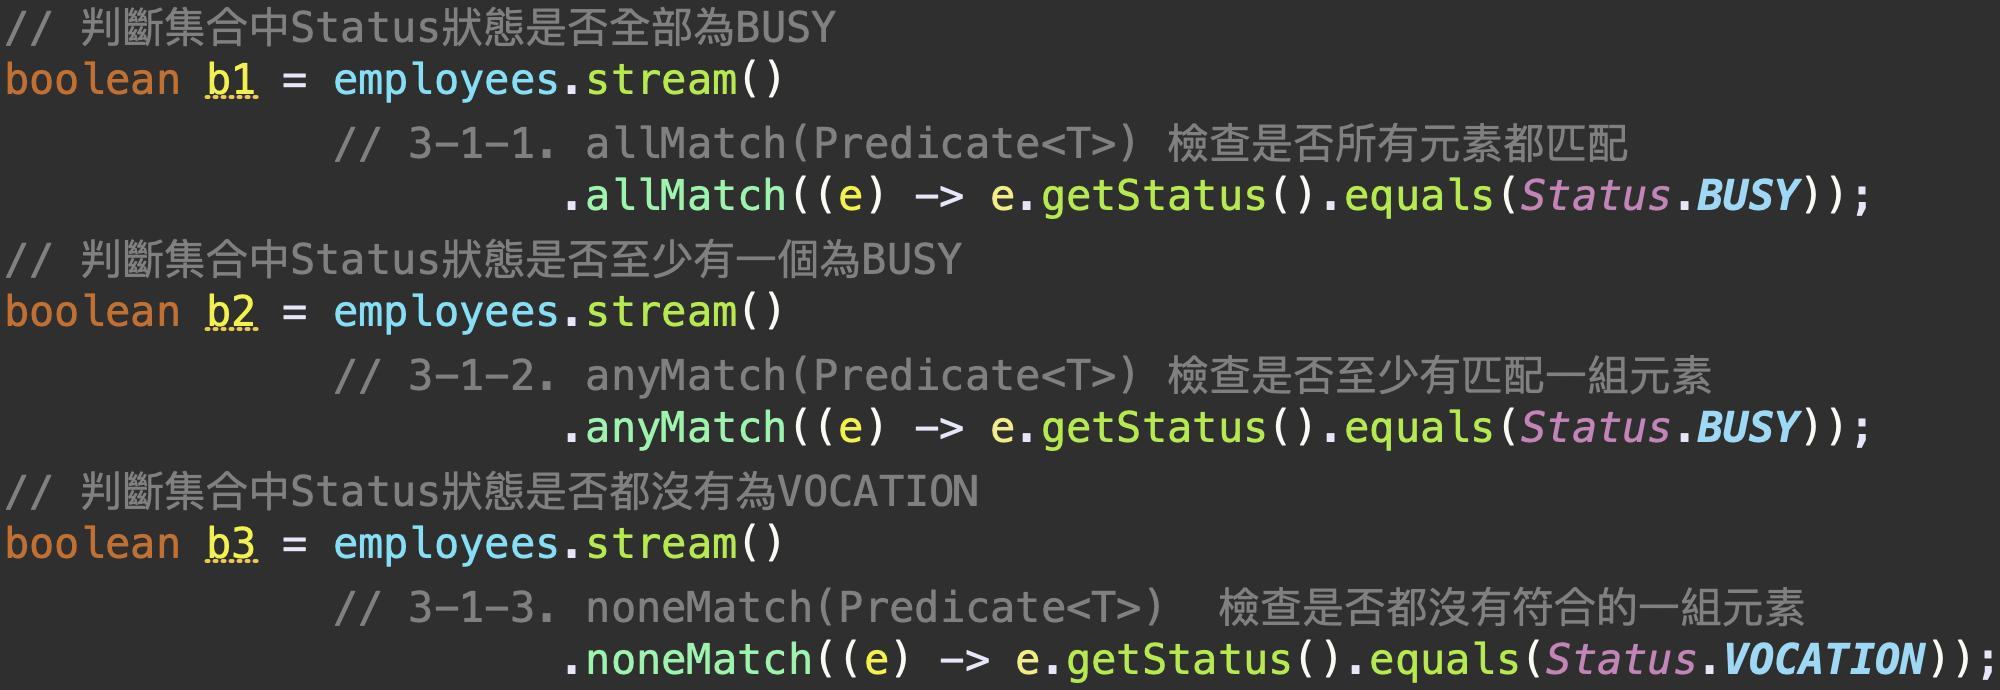 // 判斷集合中Status狀態是否全部為BUSY
boolean b1 = employees.stream()
// 3-1-1. allMatch(Predicate<T>) 檢查是否所有元素都匹配
.allMatch((e) -> e.getStatus().equals(Status.BUSY));
// 判斷集合中Status狀態是否至少有一個為BUSY
boolean b2 = employees.stream()
// 3-1-2. anyMatch(Predicate<T>) 檢查是否至少有匹配一組元素
.anyMatch((e) -> e.getStatus().equals(Status.BUSY));
// 判斷集合中Status狀態是否都沒有為VOCATION
boolean b3 = employees.stream()
// 3-1-3. noneMatch(Predicate<T>)  檢查是否都沒有符合的一組元素
.noneMatch((e) -> e.getStatus().equals(Status.VOCATION));